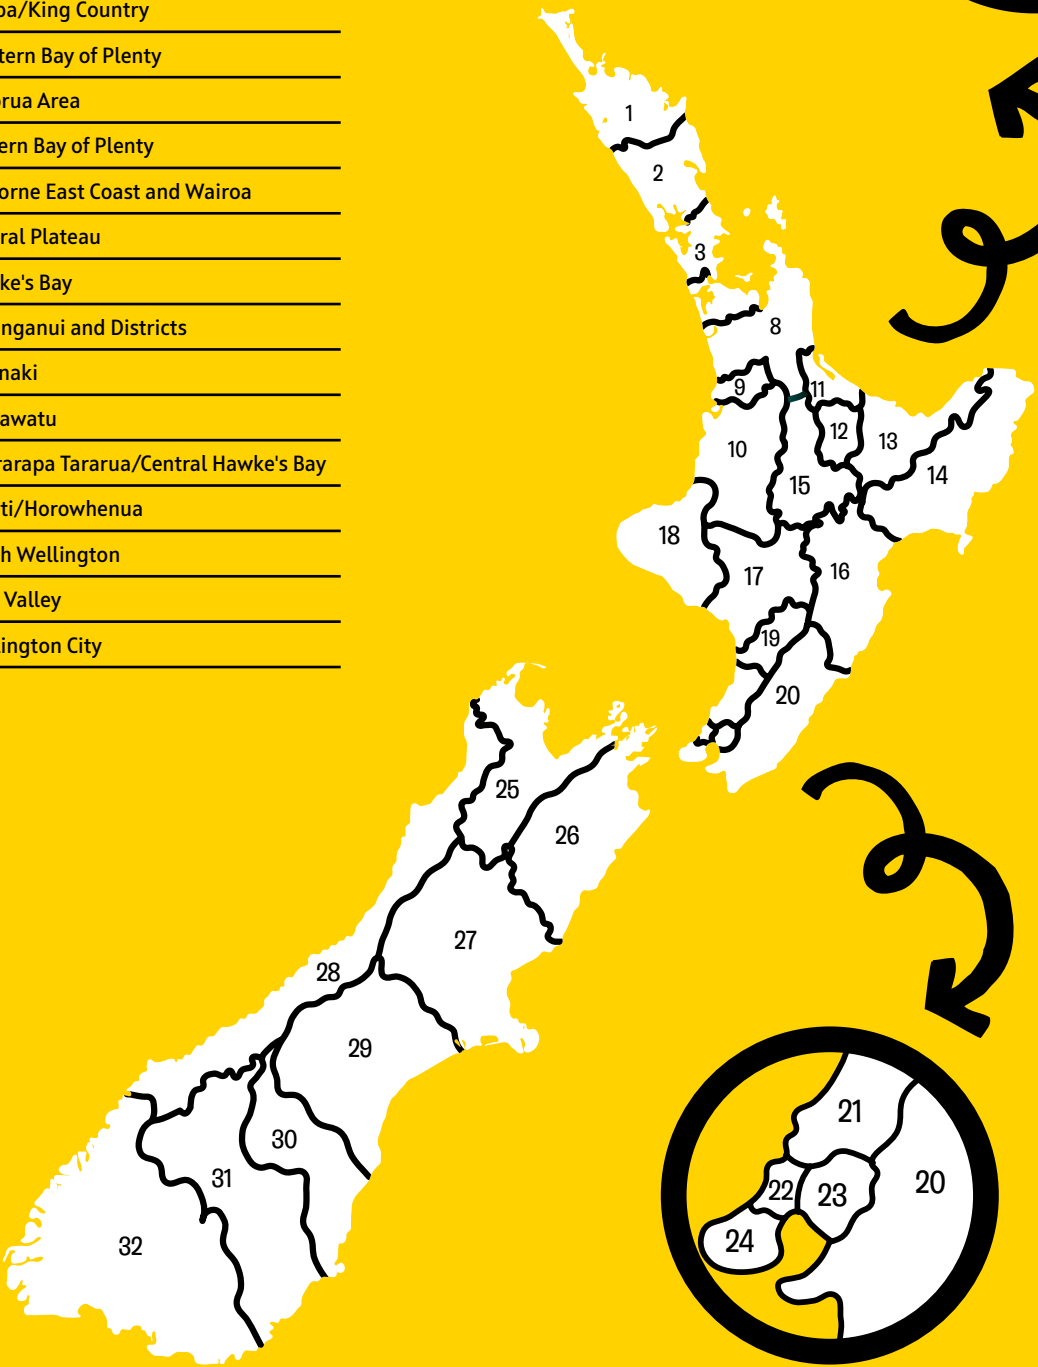 pa/King Country
tern Bay of Plenty
orua Area
ern Bay of Plenty
orne East Coast and Wairoa
ral Plateau
ke's Bay
nganui and Districts
naki
awatu
rarapa Tararua/Central Hawke's Bay
ti/Horowhenua
h Wellington
Valley
ington City
1
2
3
8
9
11
12
13
10
14
15
18
16
17
19
20
25
26
27
28
29
30
31
32
21
20
22
23
24